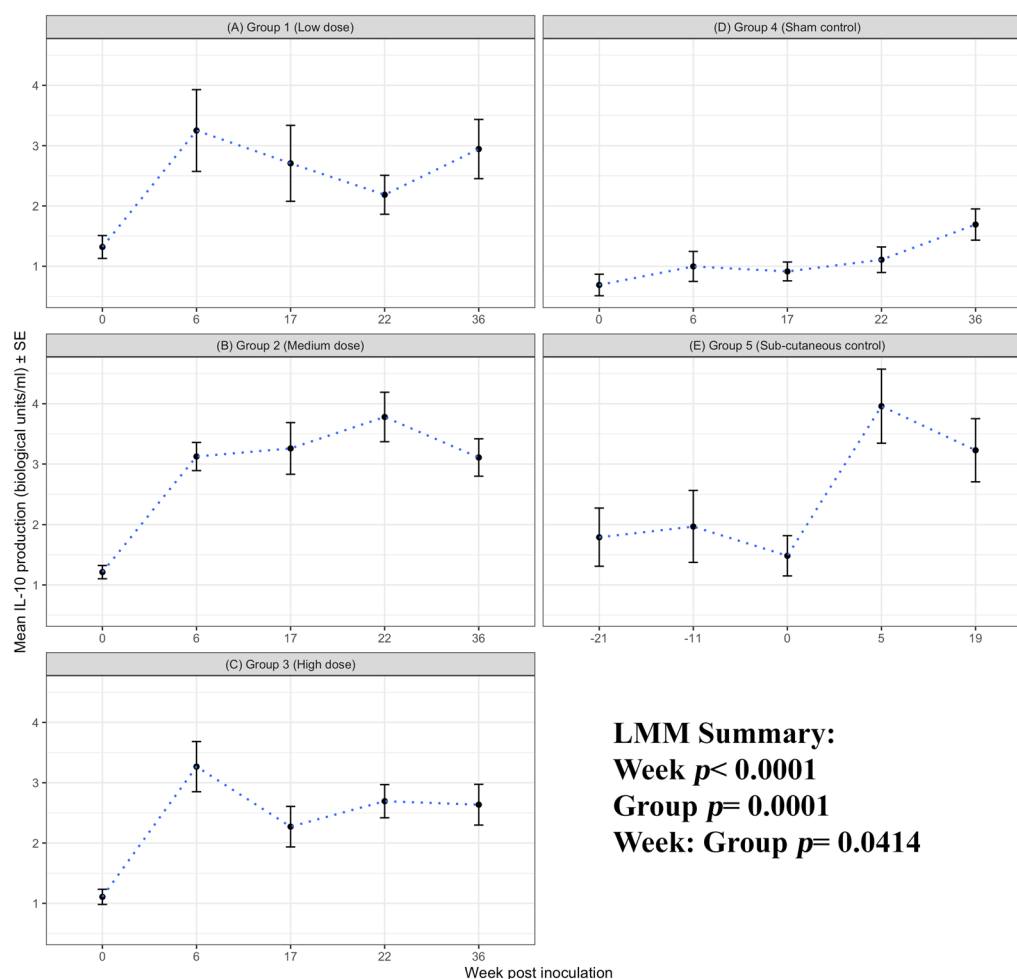 (A) Group 1 (Low dose)
4
3
2
1
0 6 17 22 36
(D) Group 4 (Sham control)
0 6 17 22 36
Mean IL-10 production (biological units/ml) ± SE
(B) Group 2 (Medium dose)
4
3
2
1
0 6 17 22 36
(E) Group 5 (Sub-cutaneous control)
-21 -11 0 5 19
(C) Group 3 (High dose)
4
3
2
1
0 6 17 22 36
Week post inoculation
LMM Summary:
Week p< 0.0001
Group p= 0.0001
Week: Group p= 0.0414